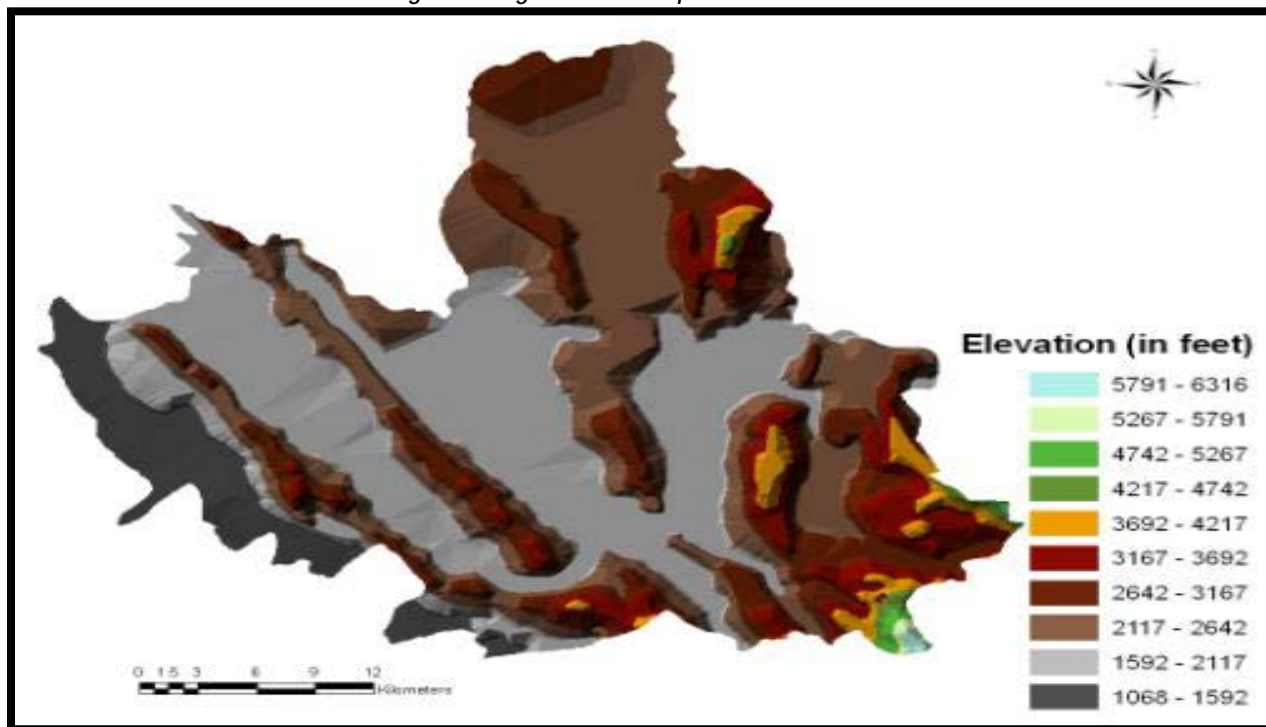 Elevation (in feet)
5791 - 6316
5267 - 5791
4742 - 5267
4217 - 4742
3692 - 4217
3167 - 3692
2642 - 3167
2117 - 2642
1592 - 2117
1068 - 1592
0 1.5 3 6 9 12
Kilometers